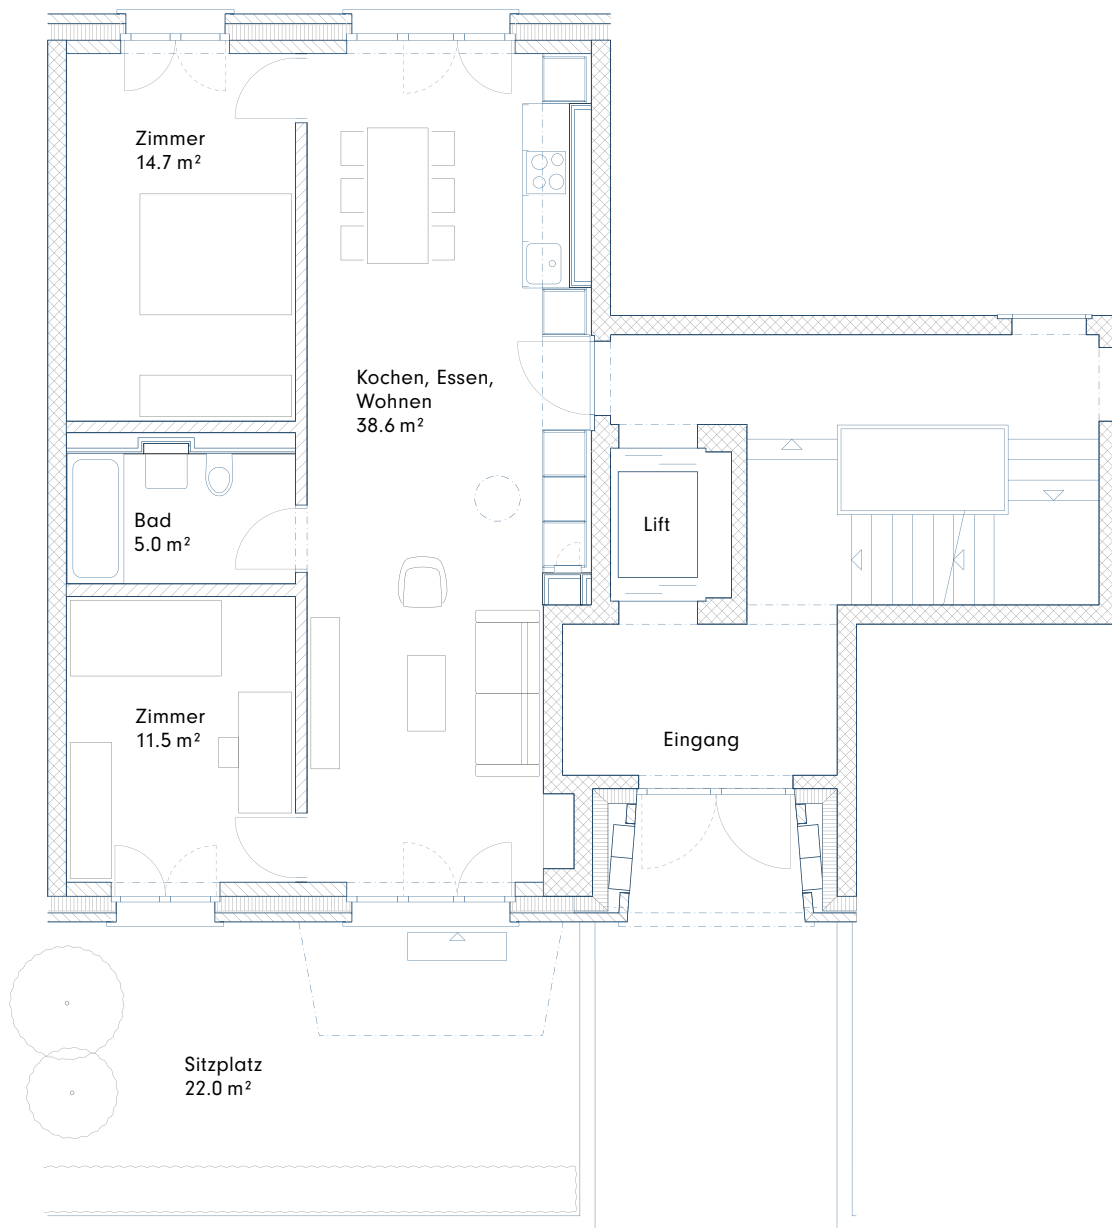 Zimmer
14.7 m²
Kochen, Essen,
Wohnen
38.6 m²
Bad
5.0 m²
Lift
Zimmer
11.5 m²
Eingang
Sitzplatz
22.0 m²